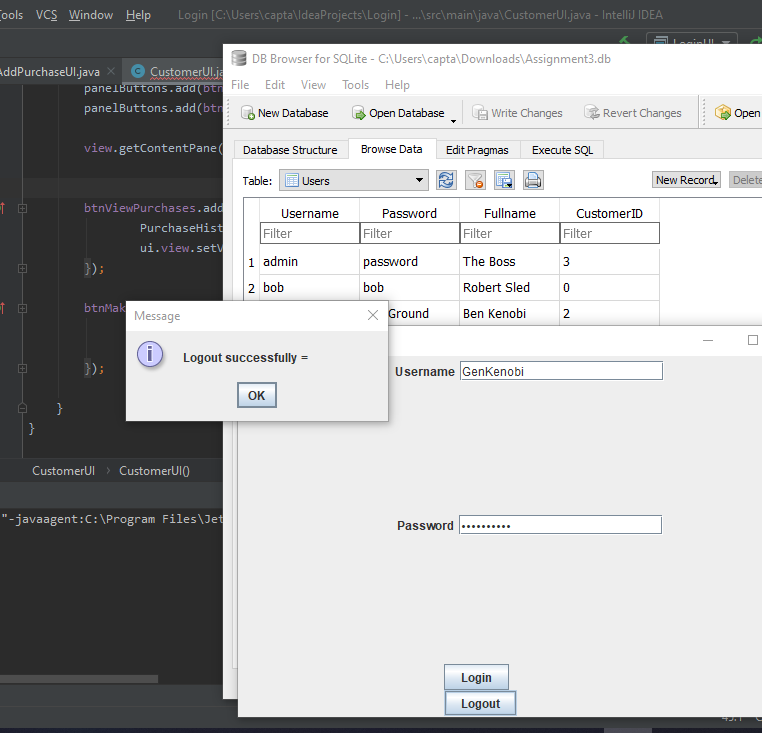 Tools VCS Window Help Logout [C:\Users\capta\IdeaProjects\Login] - ...\src\main\java\CustomerUI.java - IntelliJ IDEA
LoginUI
AddPurchaseUI.java
CustomerUI.ja
panelButtons.add(btn
panelButtons.add(btn
view.getContentPane(
btnViewPurchases.add
PurchaseHist
ui.view.setV
});
btnMak
});
}
}
CustomerUI > CustomerUI()
"-javaagent:C:\Program Files\Jet
DB Browser for SQLite - C:\Users\capta\Downloads\Assignment3.db
File Edit View Tools Help
New Database Open Database Write Changes Revert Changes Open
Database Structure Browse Data Edit Pragmas Execute SQL
Table: Users New Record Delete
Username Password Fullname CustomerID
Filter Filter Filter Filter
1 admin password The Boss 3
2 bob bob Robert Sled 0
Ground Ben Kenobi 2
Message
Logout successfully =
OK
Username GenKenobi
Password ••••••••••
Login
Logout